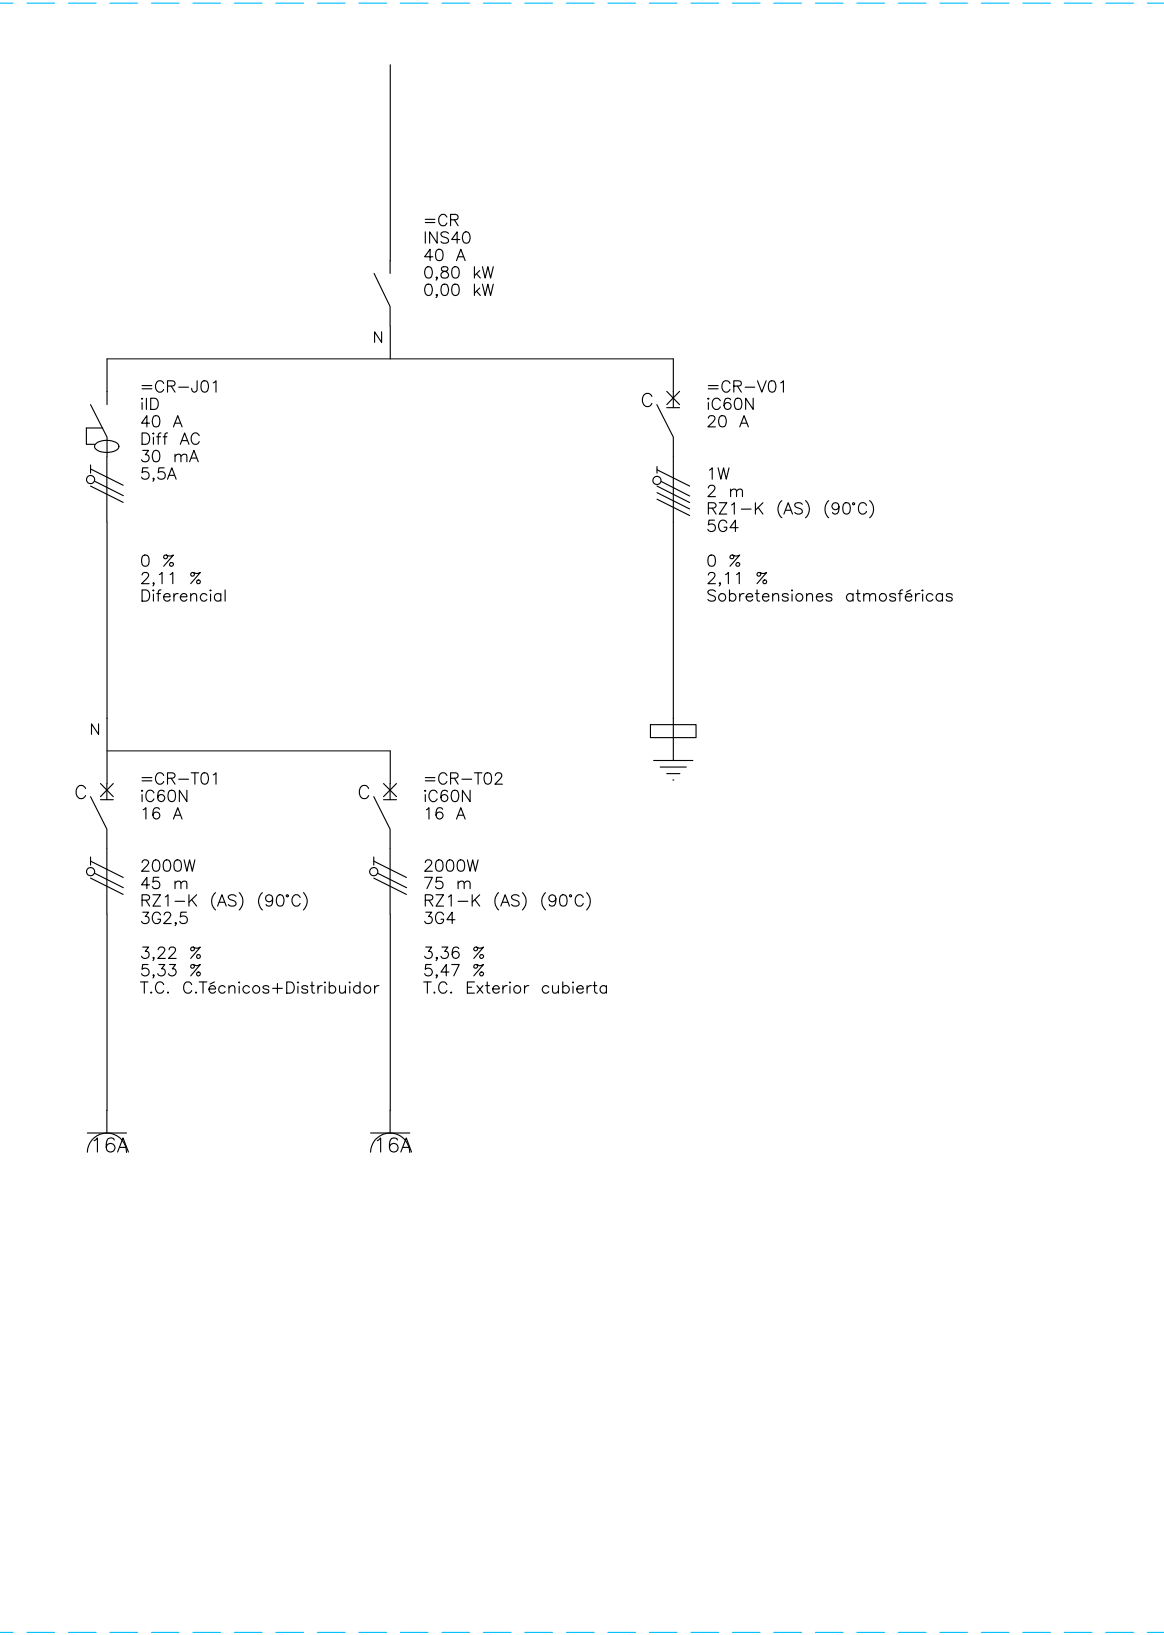 =CR
INS40
40 A
0,80 kW
0,00 kW
N
=CR-J01
iID
40 A
Diff AC
30 mA
5,5A
0 %
2,11 %
Diferencial
C
=CR-V01
iC60N
20 A
1W
2 m
RZ1-K (AS) (90°C)
5G4
0 %
2,11 %
Sobretensiones atmosféricas
N
C
=CR-T01
iC60N
16 A
2000W
45 m
RZ1-K (AS) (90°C)
3G2,5
3,22 %
5,33 %
T.C. C.Técnicos+Distribuidor
16A
C
=CR-T02
iC60N
16 A
2000W
75 m
RZ1-K (AS) (90°C)
3G4
3,36 %
5,47 %
T.C. Exterior cubierta
16A